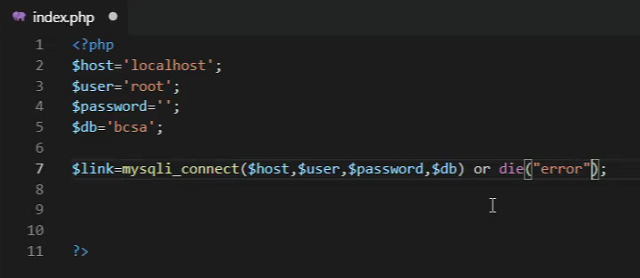 index.php
1 <?php
2 $host='localhost';
3 $user='root';
4 $password='';
5 $db='bcsa';
6
7 $link=mysqli_connect($host,$user,$password,$db) or die("error");
8
9
10
11 ?>